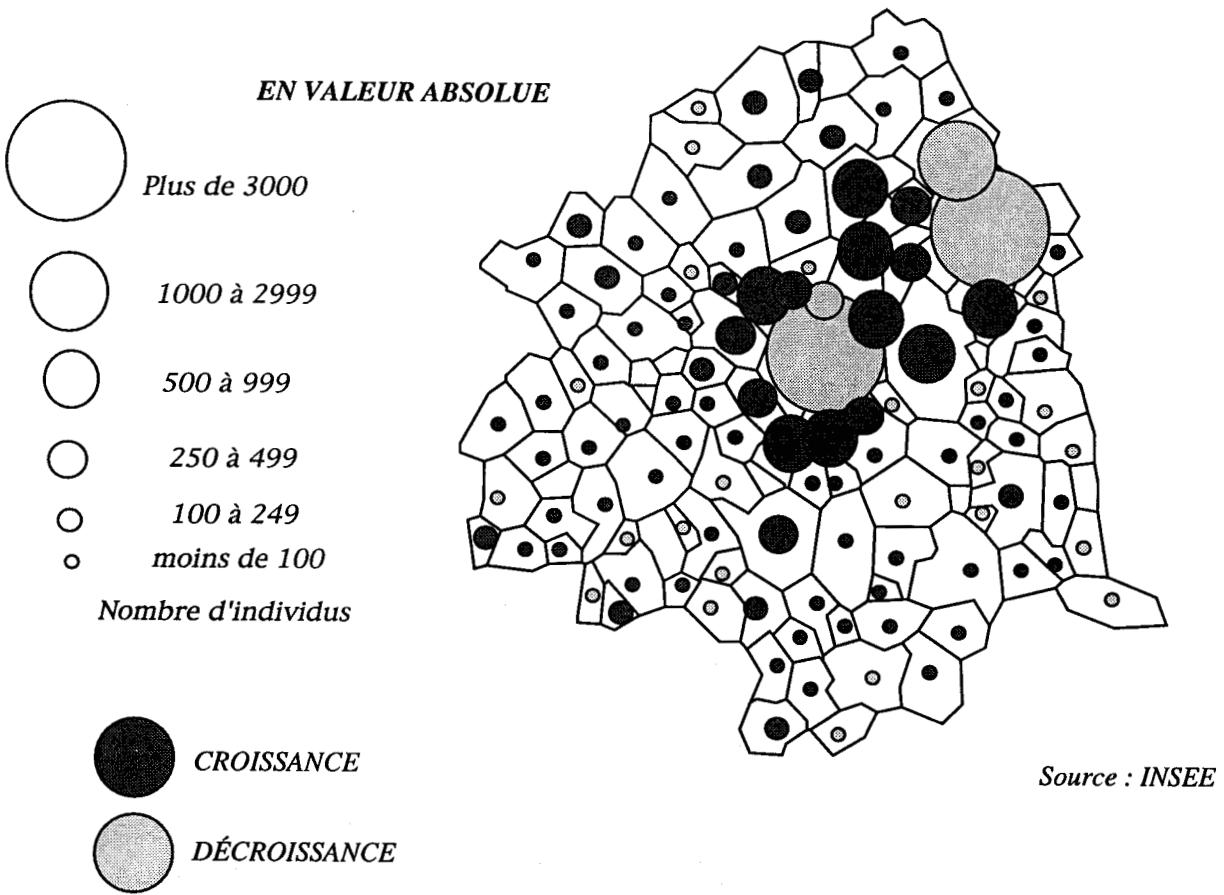 EN VALEUR ABSOLUE
Plus de 3000
1000 à 2999
500 à 999
250 à 499
100 à 249
moins de 100
Nombre d'individus
CROISSANCE
Source : INSEE
DÉCROISSANCE